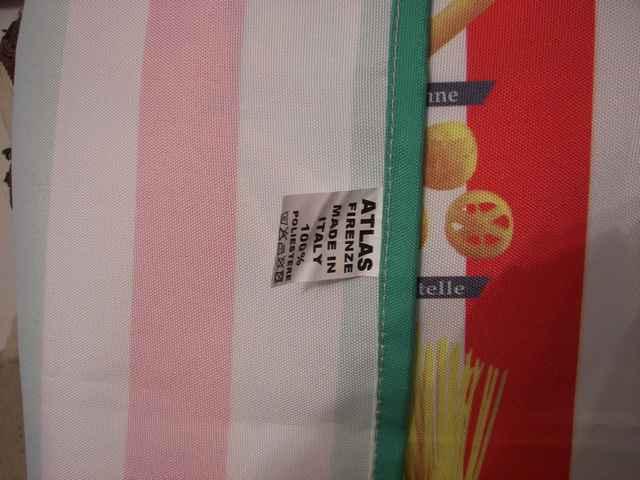 ATLAS
FIRENZE
MADE IN
ITALY
100%
POLIESTERE
nne
telle